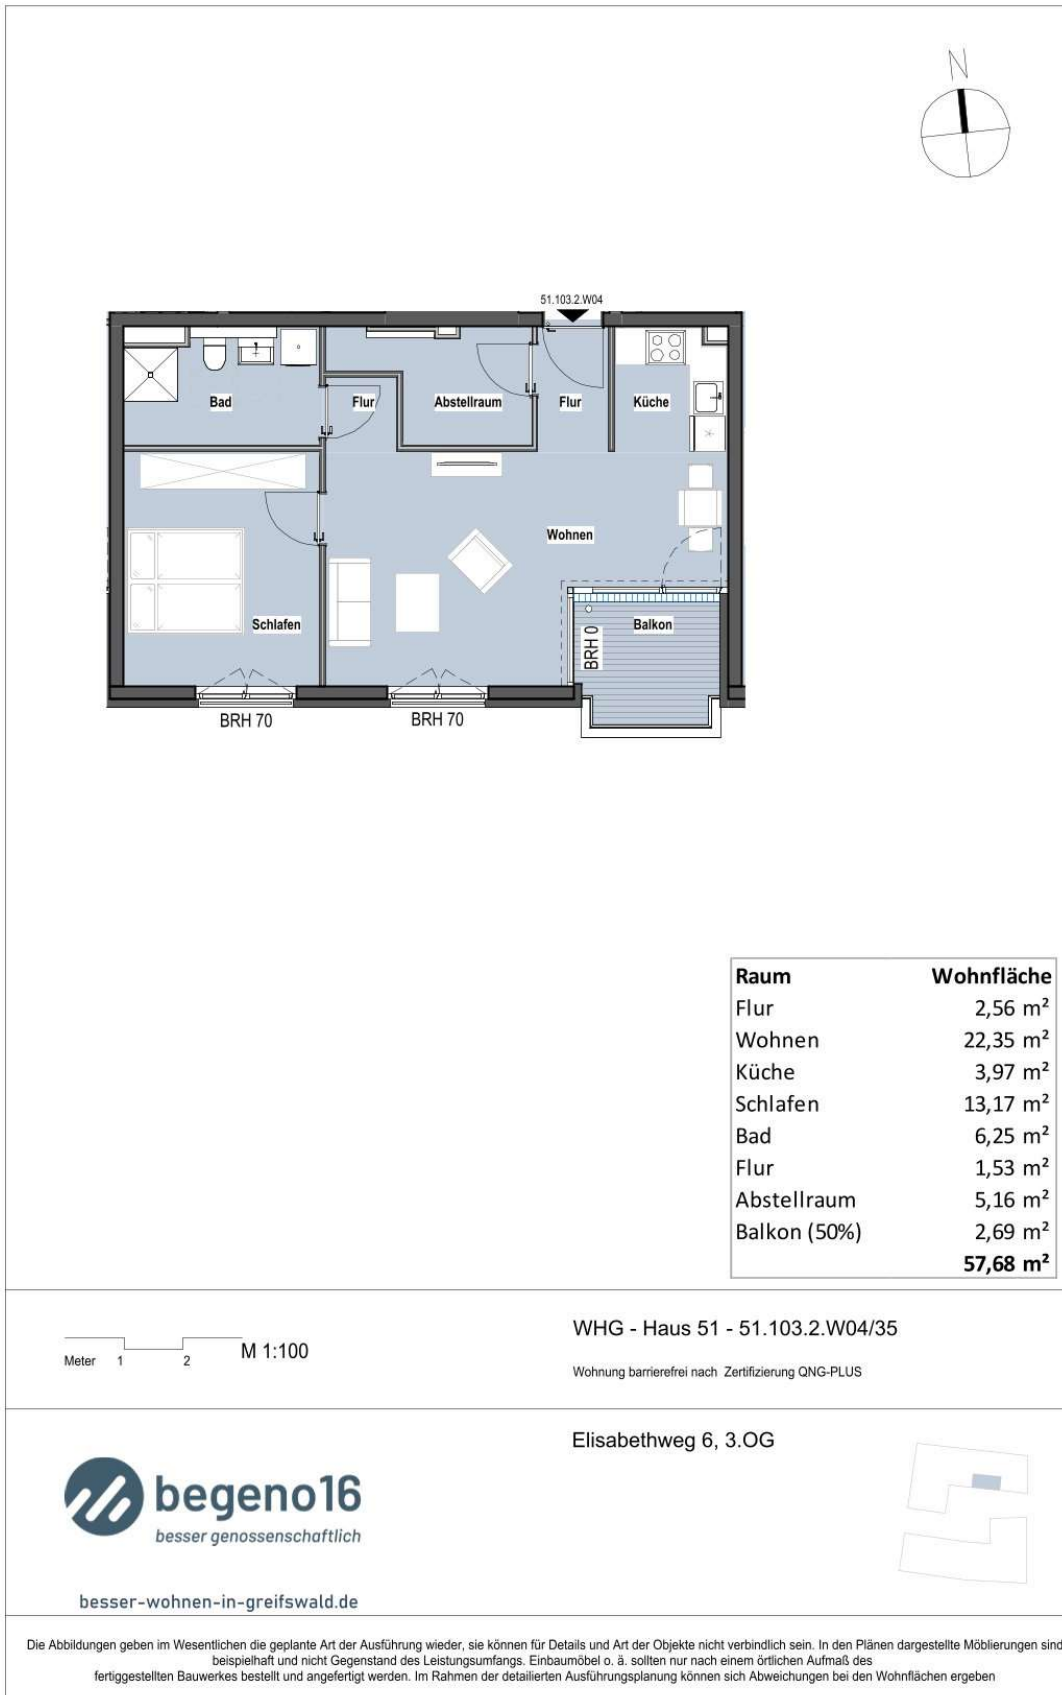 N
51.103.2.W04
Bad
Flur
Abstellraum
Flur
Küche
Wohnen
Schlafen
Balkon
BRH 0
BRH 70
BRH 70
Raum Wohnfläche
Flur 2,56 m²
Wohnen 22,35 m²
Küche 3,97 m²
Schlafen 13,17 m²
Bad 6,25 m²
Flur 1,53 m²
Abstellraum 5,16 m²
Balkon (50%) 2,69 m²
57,68 m²
Meter 1 2 M 1:100
WHG - Haus 51 - 51.103.2.W04/35
Wohnung barrierefrei nach Zertifizierung QNG-PLUS
Elisabethweg 6, 3.OG
begeno16
besser genossenschaftlich
besser-wohnen-in-greifswald.de
Die Abbildungen geben im Wesentlichen die geplante Art der Ausführung wieder, sie können für Details und Art der Objekte nicht verbindlich sein. In den Plänen dargestellte Möblierungen sind
beispielhaft und nicht Gegenstand des Leistungsumfangs. Einbaumöbel o. ä. sollten nur nach einem örtlichen Aufmaß des
fertiggestellten Bauwerkes bestellt und angefertigt werden. Im Rahmen der detailierten Ausführungsplanung können sich Abweichungen bei den Wohnflächen ergeben